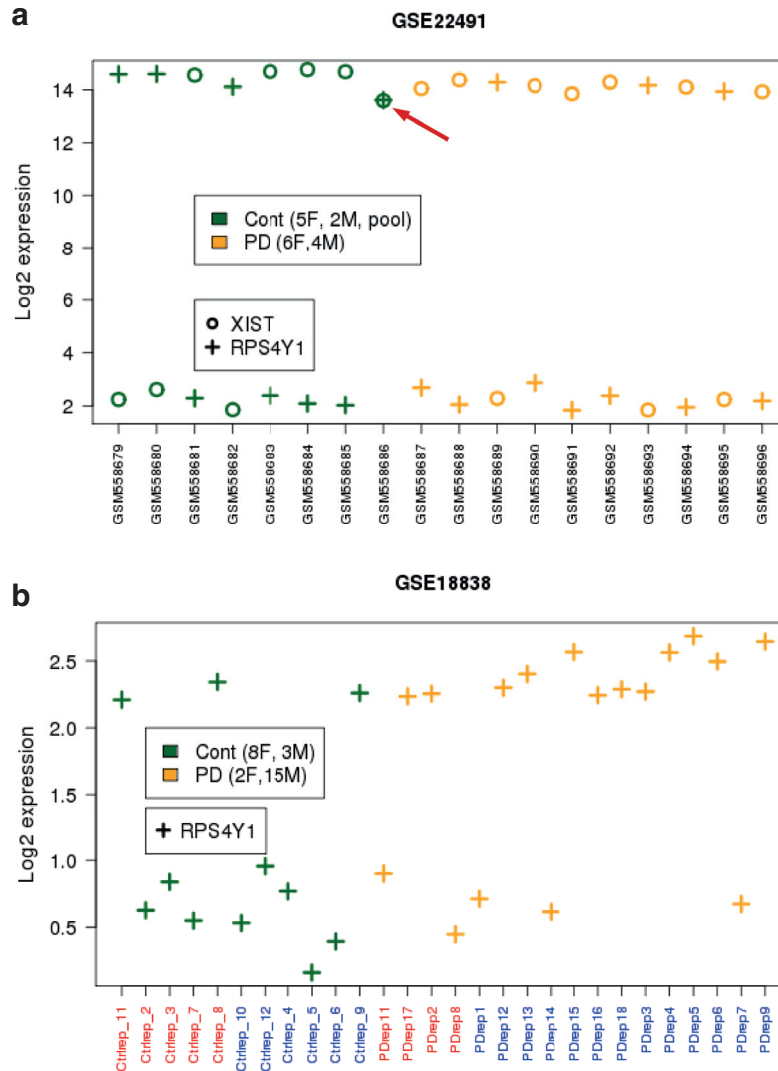 a
GSE22491
Log2 expression
14
12
10
8
6
4
2
Cont (5F, 2M, pool)
PD (6F,4M)
XIST
RPS4Y1
GSM558679
GSM558680
GSM558681
GSM558682
GSM558683
GSM558684
GSM558685
GSM558686
GSM558687
GSM558688
GSM558689
GSM558690
GSM558691
GSM558692
GSM558693
GSM558694
GSM558695
GSM558696
b
GSE18838
Log2 expression
2.5
2.0
1.5
1.0
0.5
Cont (8F, 3M)
PD (2F,15M)
RPS4Y1
Ctrlrep_11
Ctrlrep_2
Ctrlrep_3
Ctrlrep_7
Ctrlrep_8
Ctrlrep_10
Ctrlrep_12
Ctrlrep_4
Ctrlrep_5
Ctrlrep_6
Ctrlrep_9
PDrep11
PDrep17
PDrep2
PDrep8
PDrep1
PDrep12
PDrep13
PDrep14
PDrep15
PDrep16
PDrep18
PDrep3
PDrep4
PDrep5
PDrep6
PDrep7
PDrep9